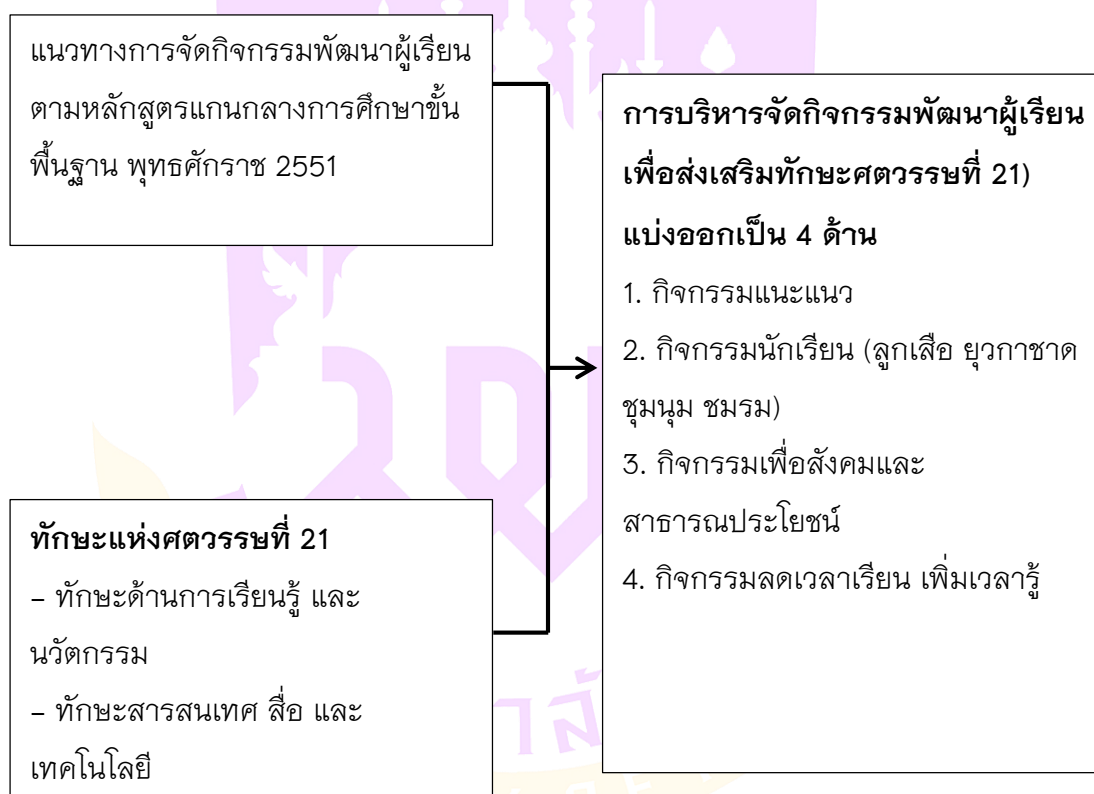 แนวทางการจัดกิจกรรมพัฒนาผู้เรียน
ตามหลักสูตรแกนกลางการศึกษาขั้น
พื้นฐาน พุทธศักราช 2551
ทักษะแห่งศตวรรษที่ 21
– ทักษะด้านการเรียนรู้ และ
นวัตกรรม
– ทักษะสารสนเทศ สื่อ และ
เทคโนโลยี
การบริหารจัดกิจกรรมพัฒนาผู้เรียน
เพื่อส่งเสริมทักษะศตวรรษที่ 21)
แบ่งออกเป็น 4 ด้าน
1. กิจกรรมแนะแนว
2. กิจกรรมนักเรียน (ลูกเสือ ยุวกาชาด
ชุมนุม ชมรม)
3. กิจกรรมเพื่อสังคมและ
สาธารณประโยชน์
4. กิจกรรมลดเวลาเรียน เพิ่มเวลารู้